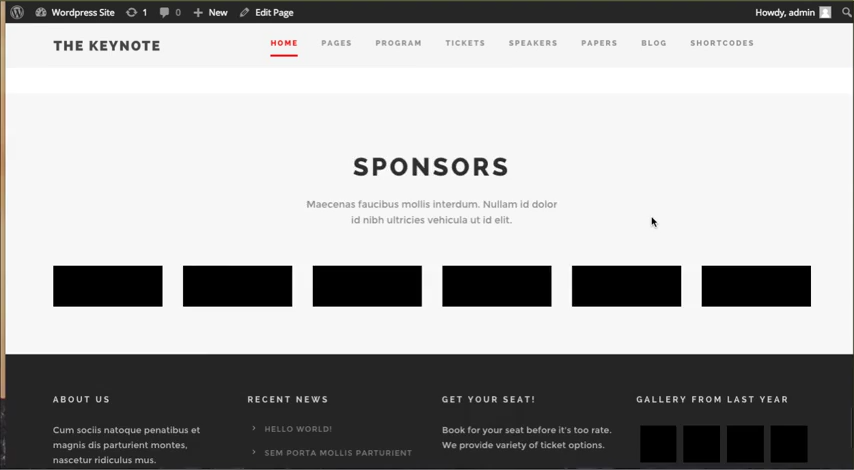 Wordpress Site 1 0 New Edit Page Howdy, admin
THE KEYNOTE HOME PAGES PROGRAM TICKETS SPEAKERS PAPERS BLOG SHORTCODES
SPONSORS
Maecenas faucibus mollis interdum. Nullam id dolor
id nibh ultricies vehicula ut id elit.
ABOUT US
Cum sociis natoque penatibus et
magnis dis parturient montes,
nascetur ridiculus mus.
RECENT NEWS
HELLO WORLD!
SEM PORTA MOLLIS PARTURIENT
GET YOUR SEAT!
Book for your seat before it's too rate.
We provide variety of ticket options.
GALLERY FROM LAST YEAR